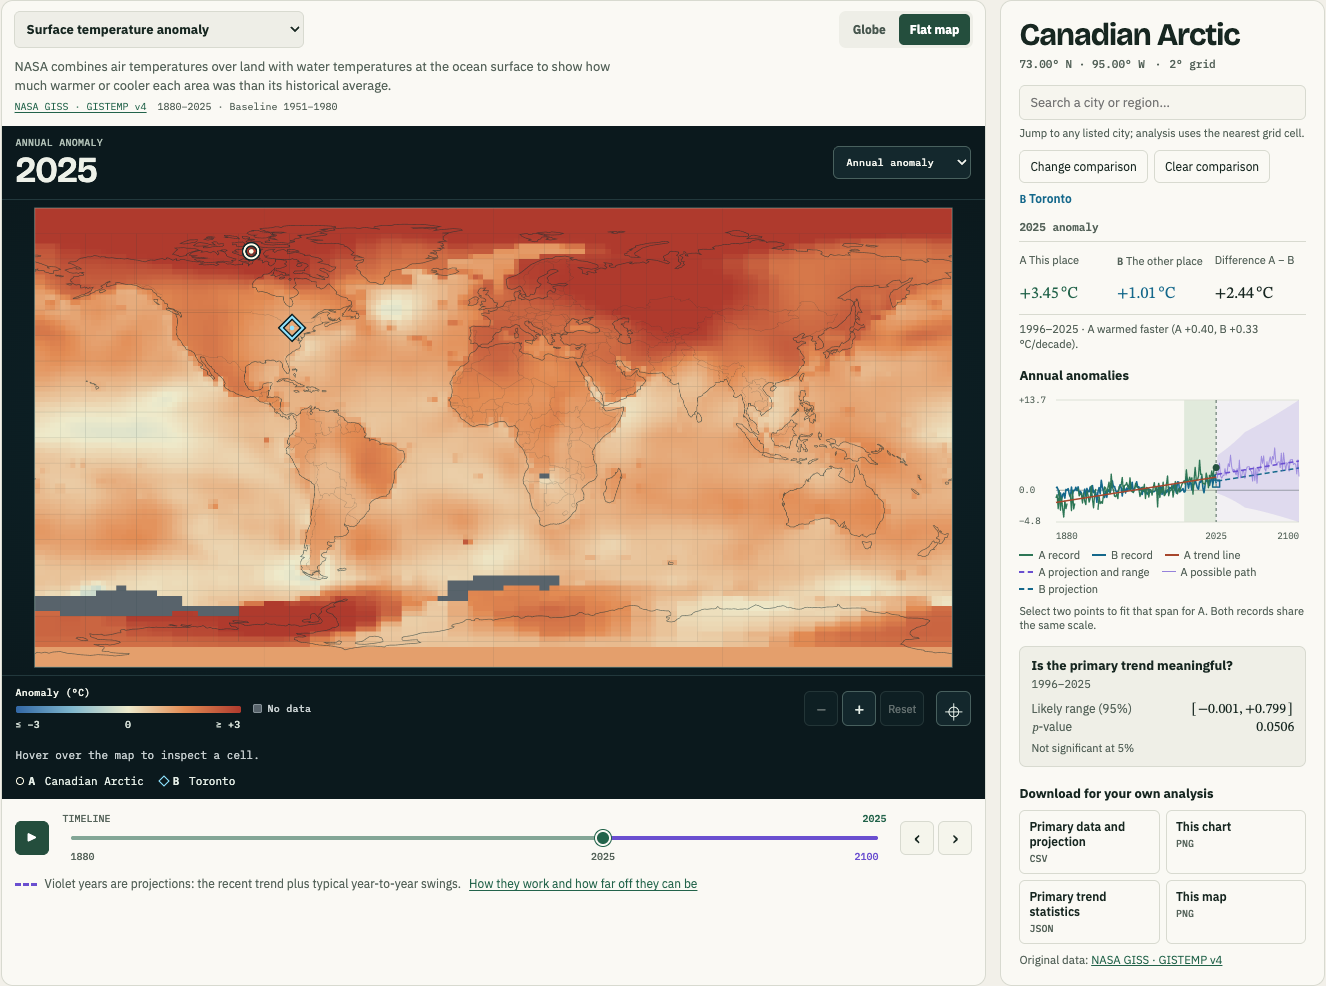 Surface temperature anomaly
Globe
Flat map
NASA combines air temperatures over land with water temperatures at the ocean surface to show how
much warmer or cooler each area was than its historical average.
NASA GISS · GISTEMP v4 1880–2025 · Baseline 1951–1980
ANNUAL ANOMALY
2025
Annual anomaly
Anomaly (°C)
≤ −3 0 ≥ +3
No data
− + Reset
Hover over the map to inspect a cell.
A Canadian Arctic B Toronto
TIMELINE
2025
1880 2025 2100
Violet years are projections: the recent trend plus typical year-to-year swings. How they work and how far off they can be
Canadian Arctic
73.00° N · 95.00° W · 2° grid
Search a city or region...
Jump to any listed city; analysis uses the nearest grid cell.
Change comparison
Clear comparison
B Toronto
2025 anomaly
A This place B The other place Difference A − B
+3.45 °C +1.01 °C +2.44 °C
1996–2025 · A warmed faster (A +0.40, B +0.33
°C/decade).
Annual anomalies
+13.7
0.0
−4.8
1880 2025 2100
A record B record A trend line
A projection and range A possible path
B projection
Select two points to fit that span for A. Both records share
the same scale.
Is the primary trend meaningful?
1996–2025
Likely range (95%) [−0.001, +0.799]
p-value 0.0506
Not significant at 5%
Download for your own analysis
Primary data and
projection
CSV
This chart
PNG
Primary trend
statistics
JSON
This map
PNG
Original data: NASA GISS · GISTEMP v4